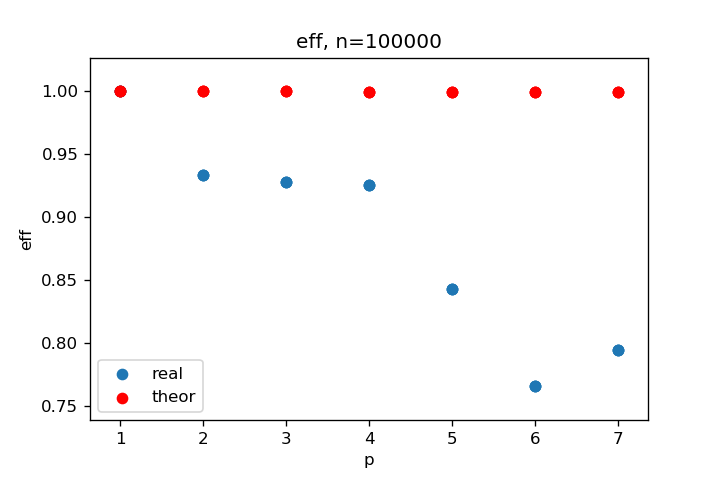 eff, n=100000
1.00
0.95
0.90
0.85
0.80
0.75
eff
real
theor
1 2 3 4 5 6 7
p